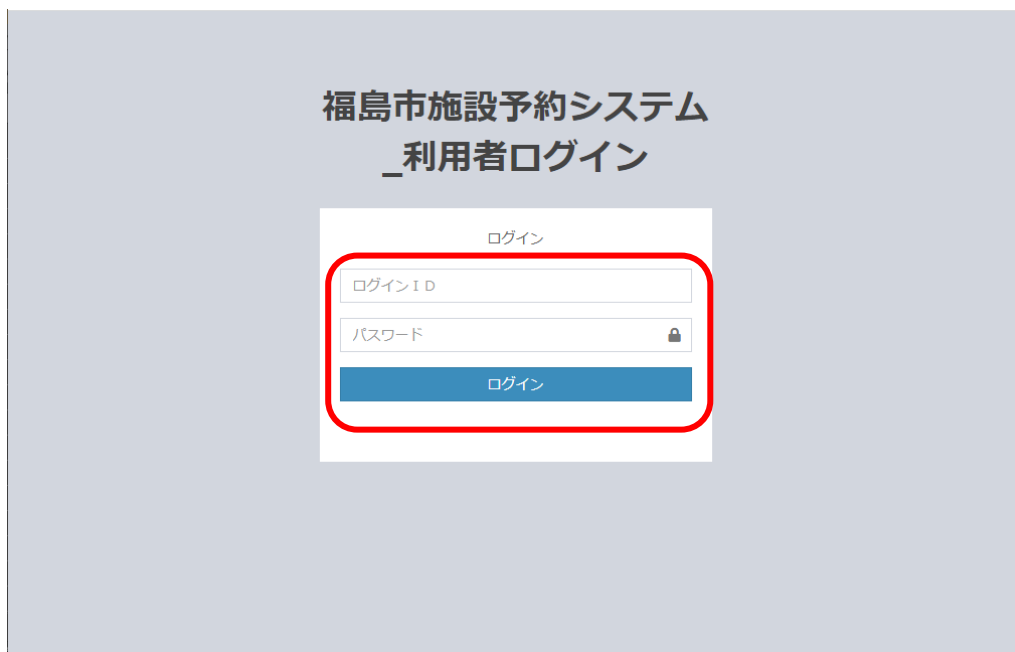 福島市施設予約システム
_利用者ログイン
ログイン
ログインＩＤ
パスワード
ログイン